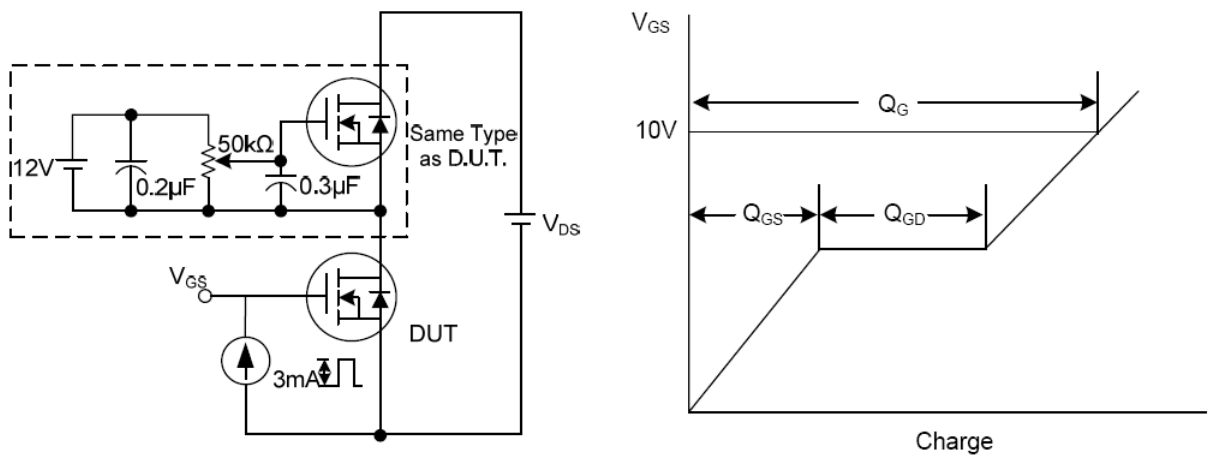 12V
0.2μF
50kΩ
0.3μF
Same Type
as D.U.T.
V_DS
V_GS
DUT
3mA
V_GS
10V
Q_G
Q_GS
Q_GD
Charge